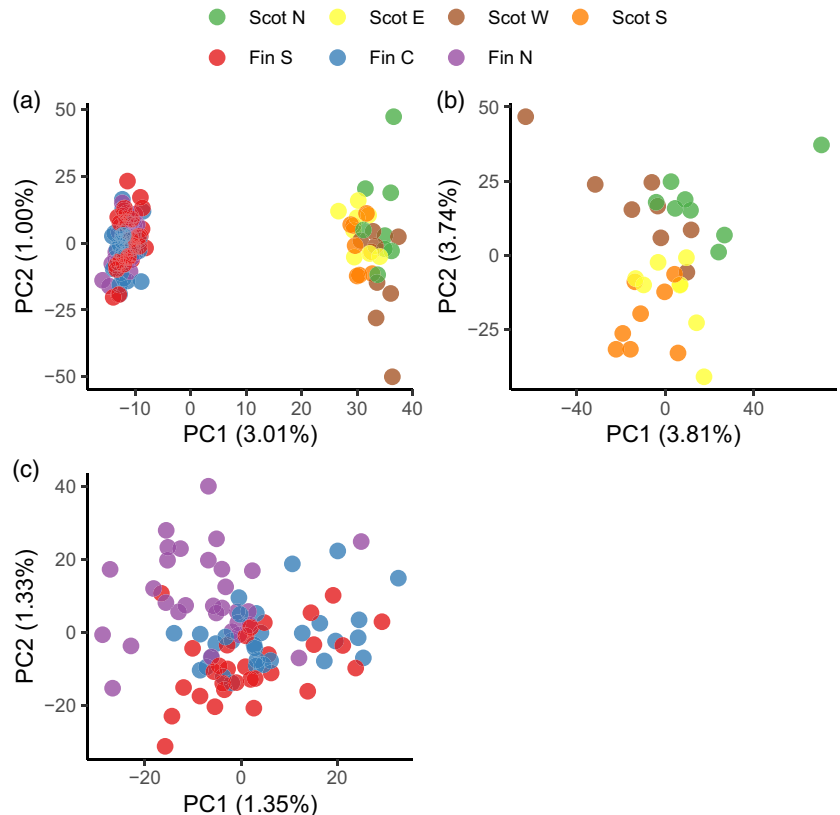 Scot N Scot E Scot W Scot S
Fin S Fin C Fin N
(a)
50
25
0
−25
−50
PC2 (1.00%)
−10 0 10 20 30 40
PC1 (3.01%)
(b)
50
25
0
−25
PC2 (3.74%)
−40 0 40
PC1 (3.81%)
(c)
40
20
0
−20
PC2 (1.33%)
−20 0 20
PC1 (1.35%)